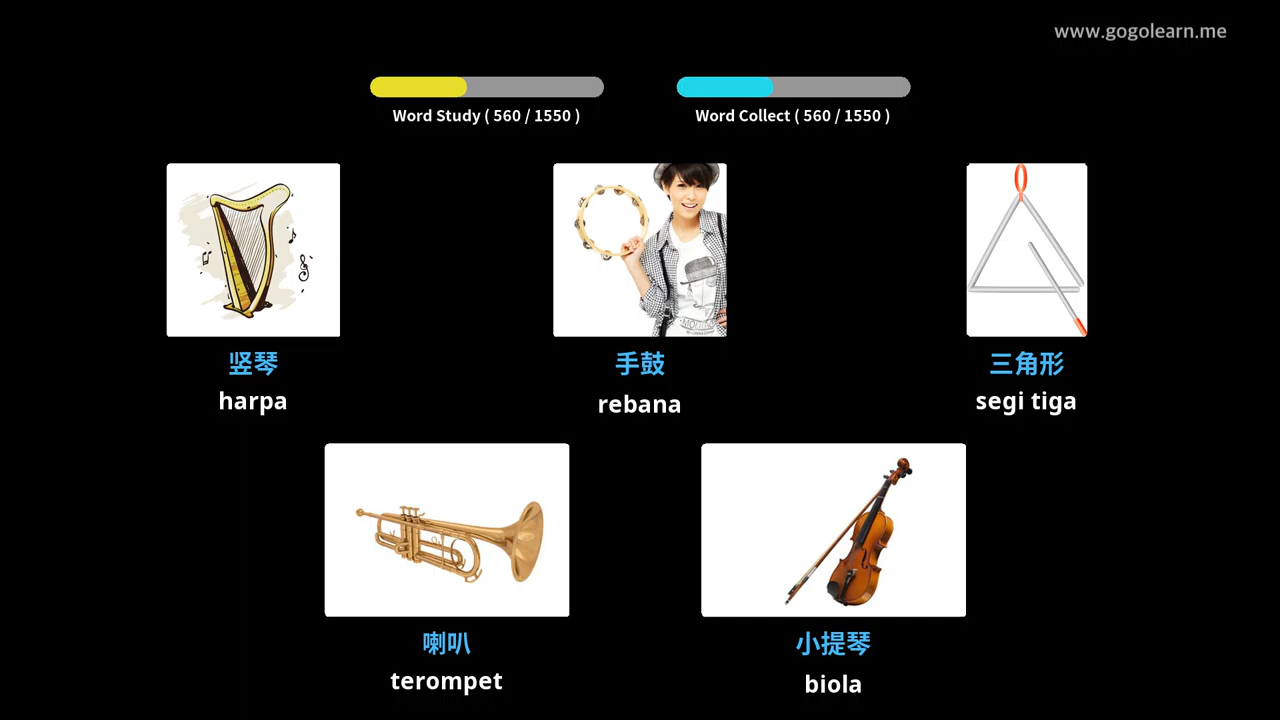 www.gogolearn.me
Word Study ( 560 / 1550 )
Word Collect ( 560 / 1550 )
竖琴
harpa
手鼓
rebana
三角形
segi tiga
喇叭
terompet
小提琴
biola